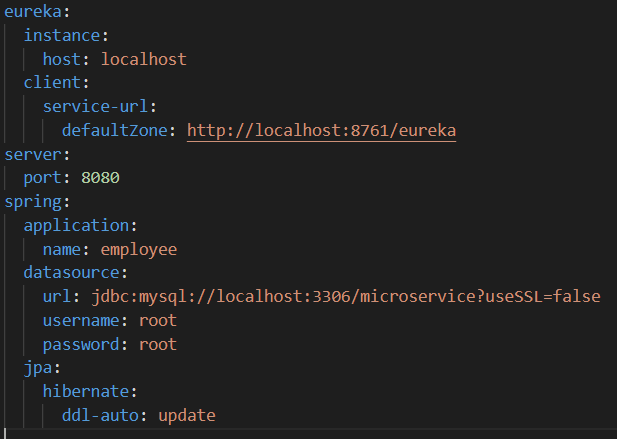 eureka:
  instance:
    host: localhost
  client:
    service-url:
      defaultZone: http://localhost:8761/eureka
server:
  port: 8080
spring:
  application:
    name: employee
  datasource:
    url: jdbc:mysql://localhost:3306/microservice?useSSL=false
    username: root
    password: root
  jpa:
    hibernate:
      ddl-auto: update